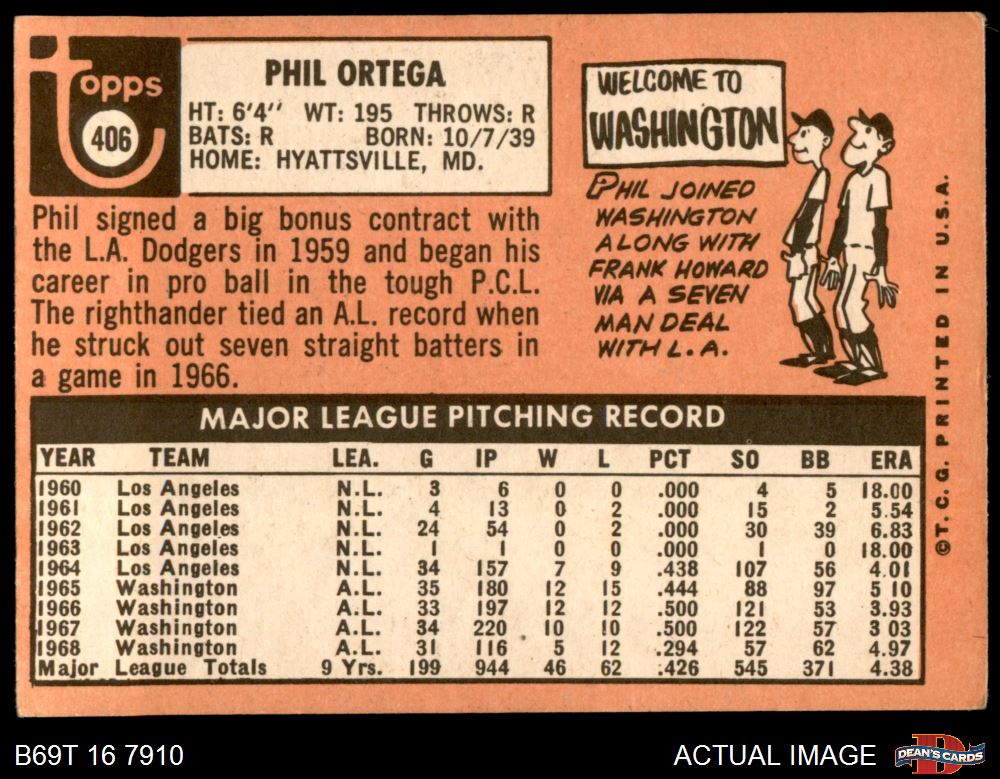 topps
406
PHIL ORTEGA
HT: 6'4'' WT: 195 THROWS: R
BATS: R BORN: 10/7/39
HOME: HYATTSVILLE, MD.
Phil signed a big bonus contract with
the L.A. Dodgers in 1959 and began his
career in pro ball in the tough P.C.L.
The righthander tied an A.L. record when
he struck out seven straight batters in
a game in 1966.
WELCOME TO
WASHINGTON
PHIL JOINED
WASHINGTON
ALONG WITH
FRANK HOWARD
VIA A SEVEN
MAN DEAL
WITH L.A.
©T.C.G. PRINTED IN U.S.A.
MAJOR LEAGUE PITCHING RECORD
YEAR TEAM LEA. G IP W L PCT SO BB ERA
1960 Los Angeles N.L. 3 6 0 0 .000 4 5 18.00
1961 Los Angeles N.L. 4 13 0 2 .000 15 2 5.54
1962 Los Angeles N.L. 24 54 0 2 .000 30 39 6.83
1963 Los Angeles N.L. 1 1 0 0 .000 1 0 18.00
1964 Los Angeles N.L. 34 157 7 9 .438 107 56 4.01
1965 Washington A.L. 35 180 12 15 .444 88 97 5 10
1966 Washington A.L. 33 197 12 12 .500 121 53 3.93
1967 Washington A.L. 34 220 10 10 .500 122 57 3 03
1968 Washington A.L. 31 116 5 12 .294 57 62 4.97
Major League Totals 9 Yrs. 199 944 46 62 .426 545 371 4.38
B69T 16 7910
ACTUAL IMAGE
DEAN'S CARDS